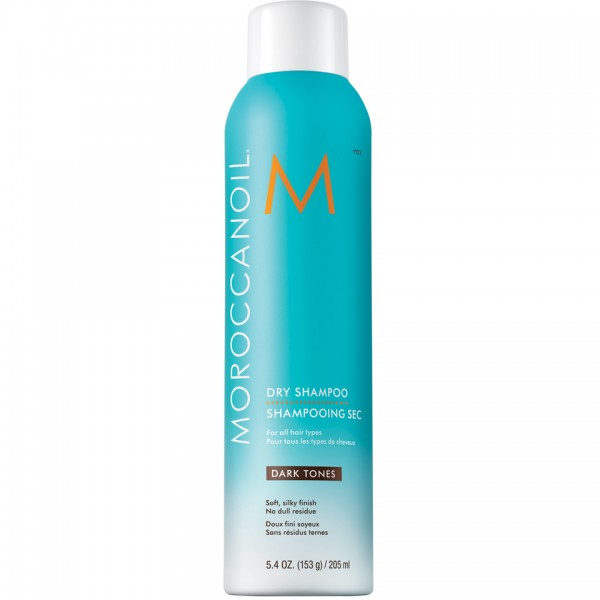 MOROCCANOIL®
M
DRY SHAMPOO
SHAMPOOING SEC
For all hair types
Pour tous les types de cheveux
DARK TONES
Soft, silky finish
No dull residue
Doux fini soyeux
Sans résidus ternes
5.4 OZ. (153 g) / 205 ml